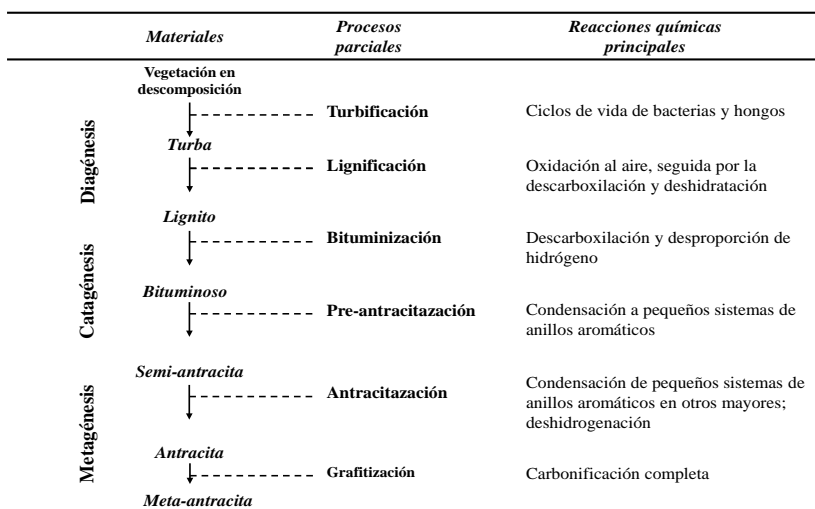 Materiales
Procesos
parciales
Reacciones químicas
principales
Vegetación en
descomposición
Turbificación
Ciclos de vida de bacterias y hongos
Diagénesis
Turba
Lignificación
Oxidación al aire, seguida por la
descarboxilación y deshidratación
Lignito
Bituminización
Descarboxilación y desproporción de
hidrógeno
Catagénesis
Bituminoso
Pre-antracitazación
Condensación a pequeños sistemas de
anillos aromáticos
Semi-antracita
Antracitazación
Condensación de pequeños sistemas de
anillos aromáticos en otros mayores;
deshidrogenación
Metagénesis
Antracita
Grafitización
Carbonificación completa
Meta-antracita